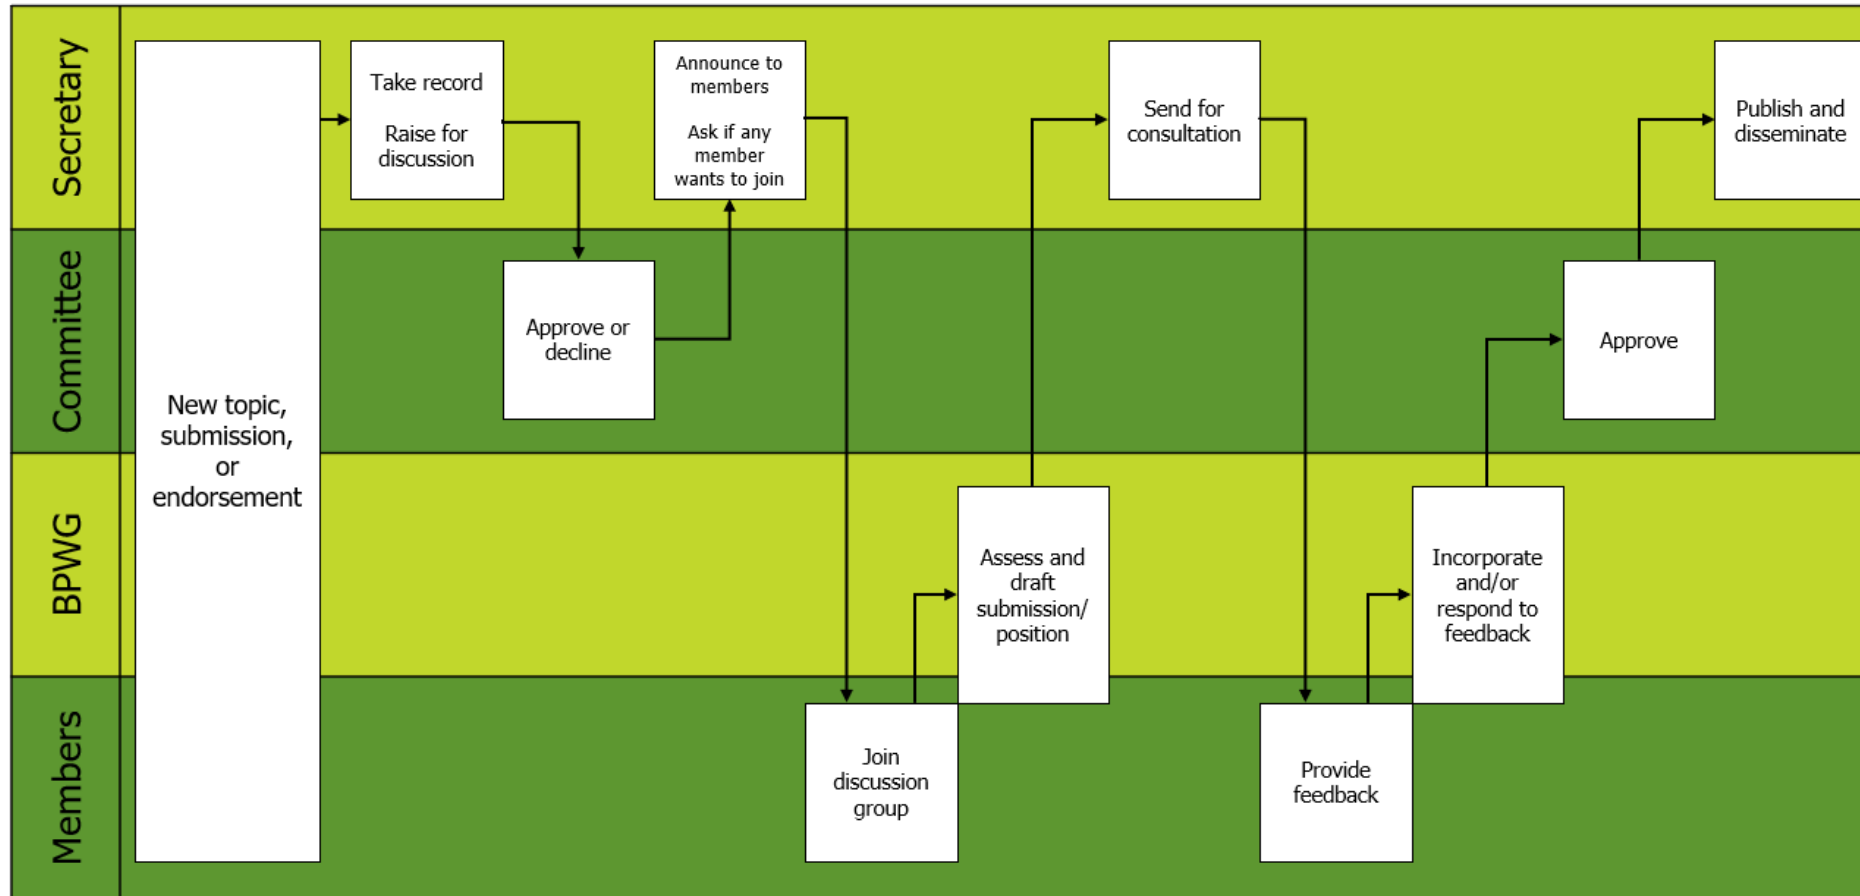 Secretary
Committee
BPWG
Members
New topic,
submission,
or
endorsement
Take record
Raise for
discussion
Approve or
decline
Announce to
members
Ask if any
member
wants to join
Join
discussion
group
Assess and
draft
submission/
position
Send for
consultation
Provide
feedback
Incorporate
and/or
respond to
feedback
Approve
Publish and
disseminate